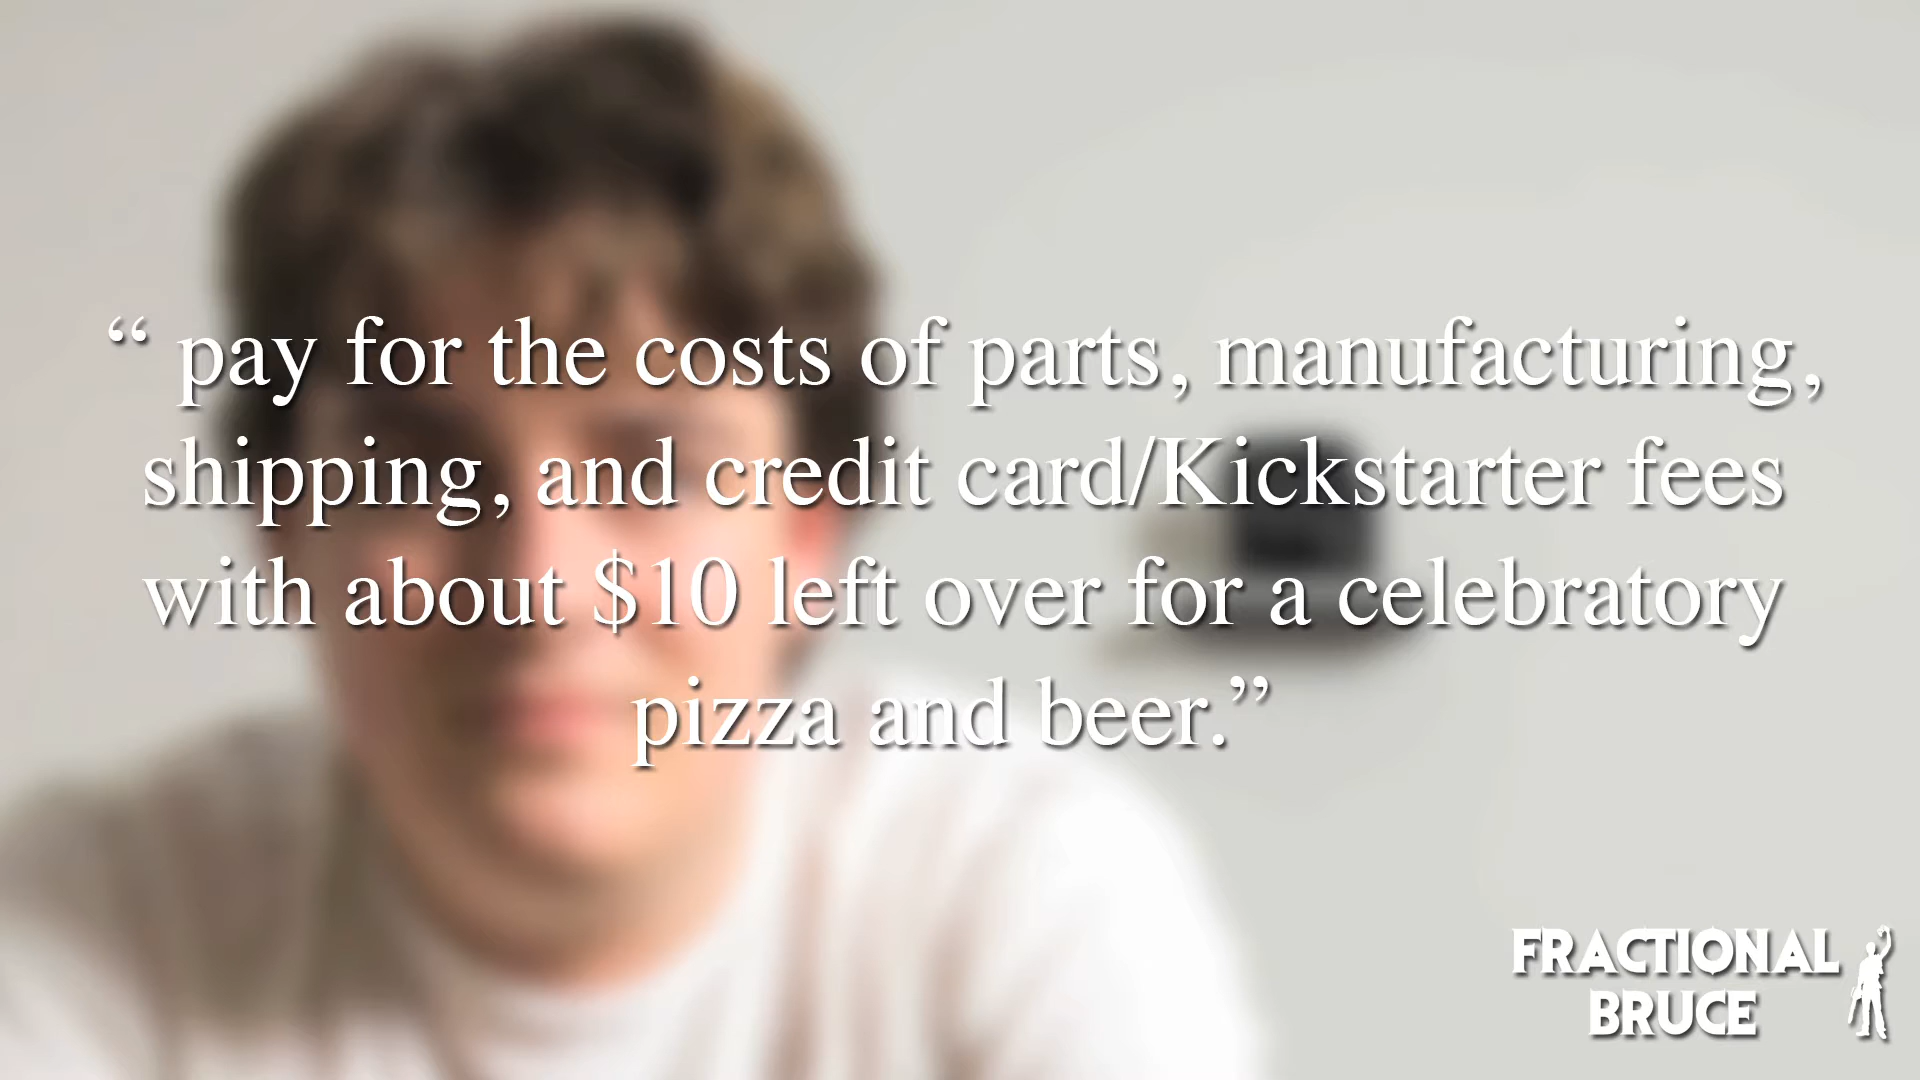 “ pay for the costs of parts, manufacturing,
shipping, and credit card/Kickstarter fees
with about $10 left over for a celebratory
pizza and beer.”
FRACTIONAL
BRUCE